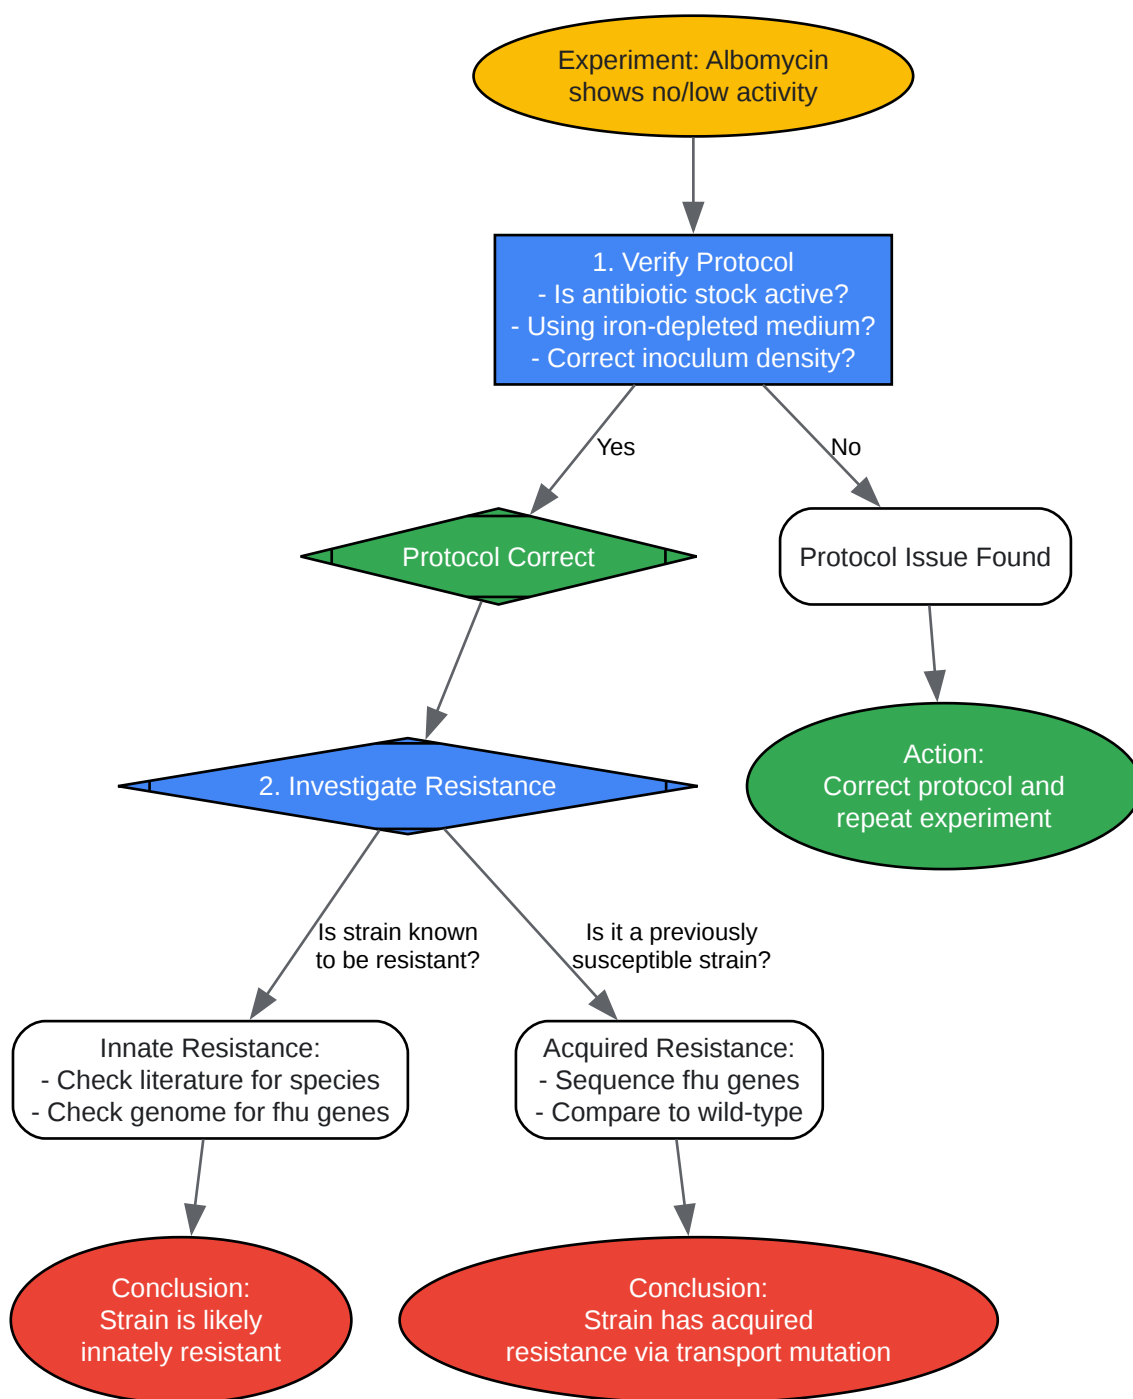 Experiment: Albomycin
shows no/low activity
1. Verify Protocol
- Is antibiotic stock active?
- Using iron-depleted medium?
- Correct inoculum density?
Yes
No
Protocol Correct
Protocol Issue Found
Action:
Correct protocol and
repeat experiment
2. Investigate Resistance
Is strain known
to be resistant?
Is it a previously
susceptible strain?
Innate Resistance:
- Check literature for species
- Check genome for fhu genes
Acquired Resistance:
- Sequence fhu genes
- Compare to wild-type
Conclusion:
Strain is likely
innately resistant
Conclusion:
Strain has acquired
resistance via transport mutation